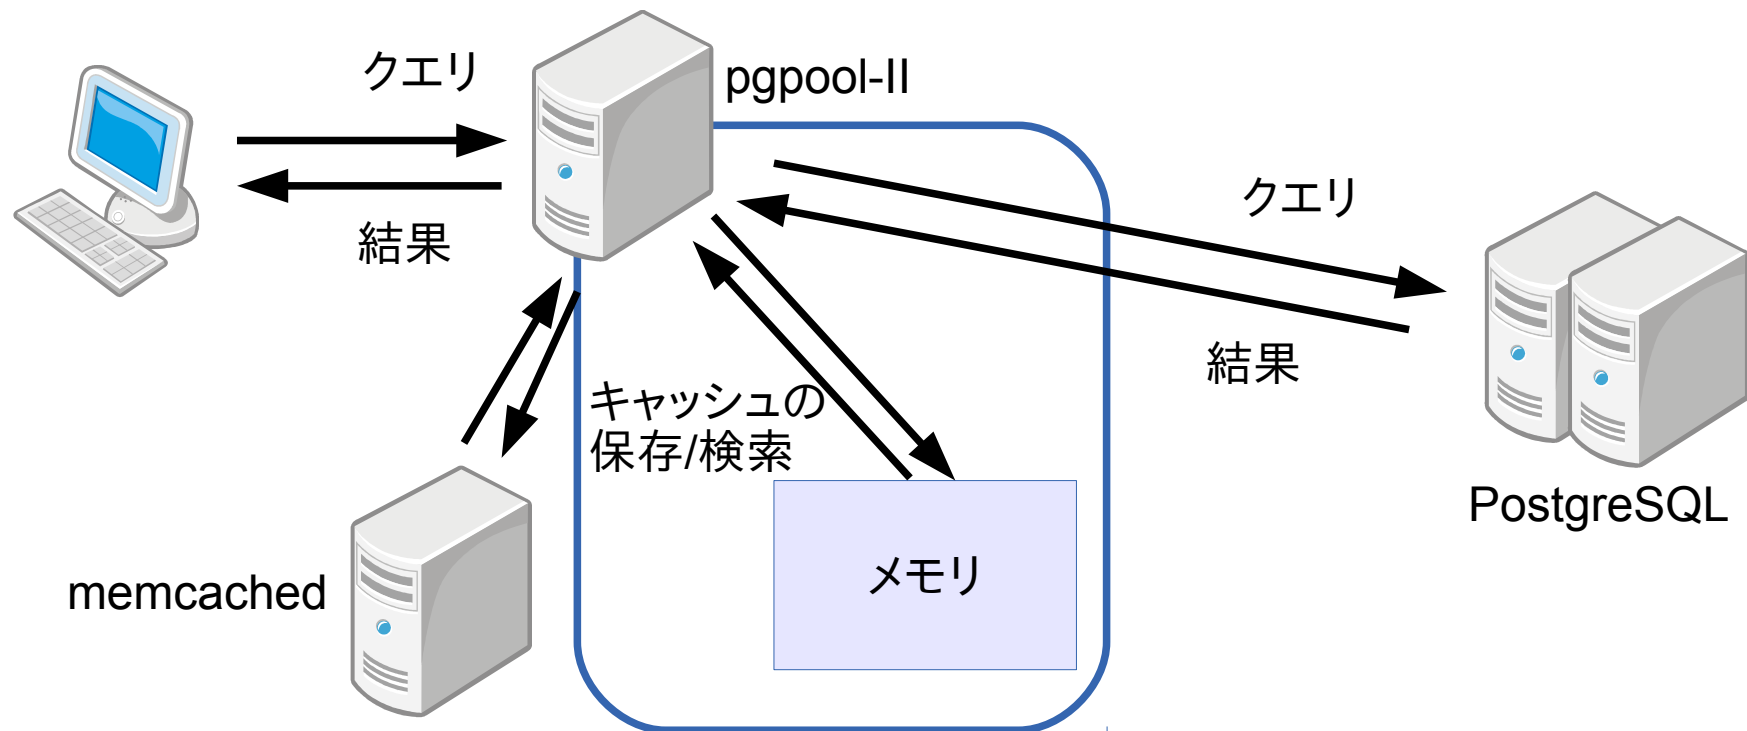 クエリ
pgpool-II
結果
クエリ
結果
キャッシュの
保存/検索
PostgreSQL
メモリ
memcached